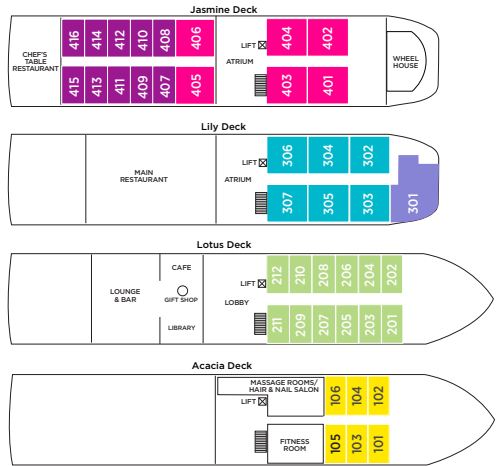 Jasmine Deck
416 414 412 410 408 406 404 402
LIFT
CHEF'S
TABLE
RESTAURANT
ATRIUM
WHEEL
HOUSE
415 413 411 409 407 405 403 401
Lily Deck
306 304 302
LIFT
MAIN
RESTAURANT
ATRIUM
307 305 303 301
Lotus Deck
212 210 208 206 204 202
CAFE
LIFT
LOUNGE
& BAR
GIFT SHOP
LOBBY
LIBRARY
211 209 207 205 203 201
Acacia Deck
MASSAGE ROOMS/
HAIR & NAIL SALON
106 104 102
LIFT
FITNESS
ROOM
105 103 101